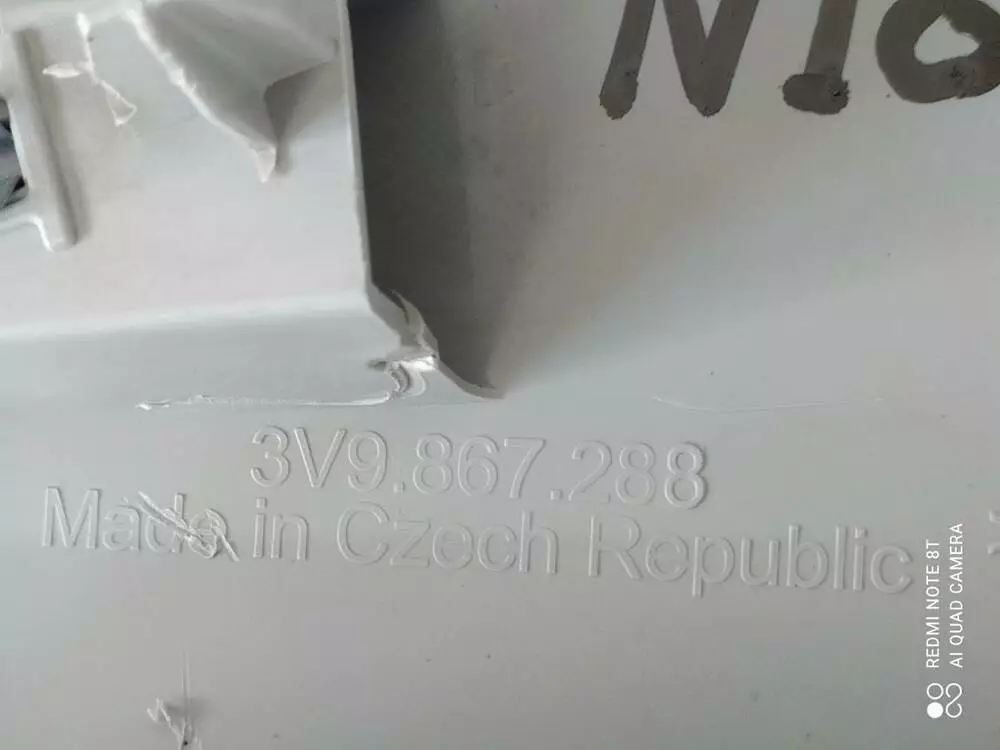 3V9.867.288
Made in Czech Republic
REDMI NOTE 8T
AI QUAD CAMERA